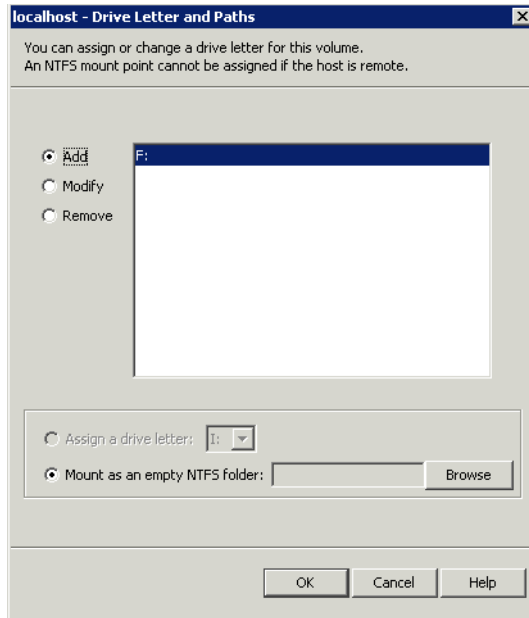 localhost - Drive Letter and Paths
You can assign or change a drive letter for this volume.
An NTFS mount point cannot be assigned if the host is remote.
Add
F:
Modify
Remove
Assign a drive letter: I:
Mount as an empty NTFS folder: Browse
OK Cancel Help